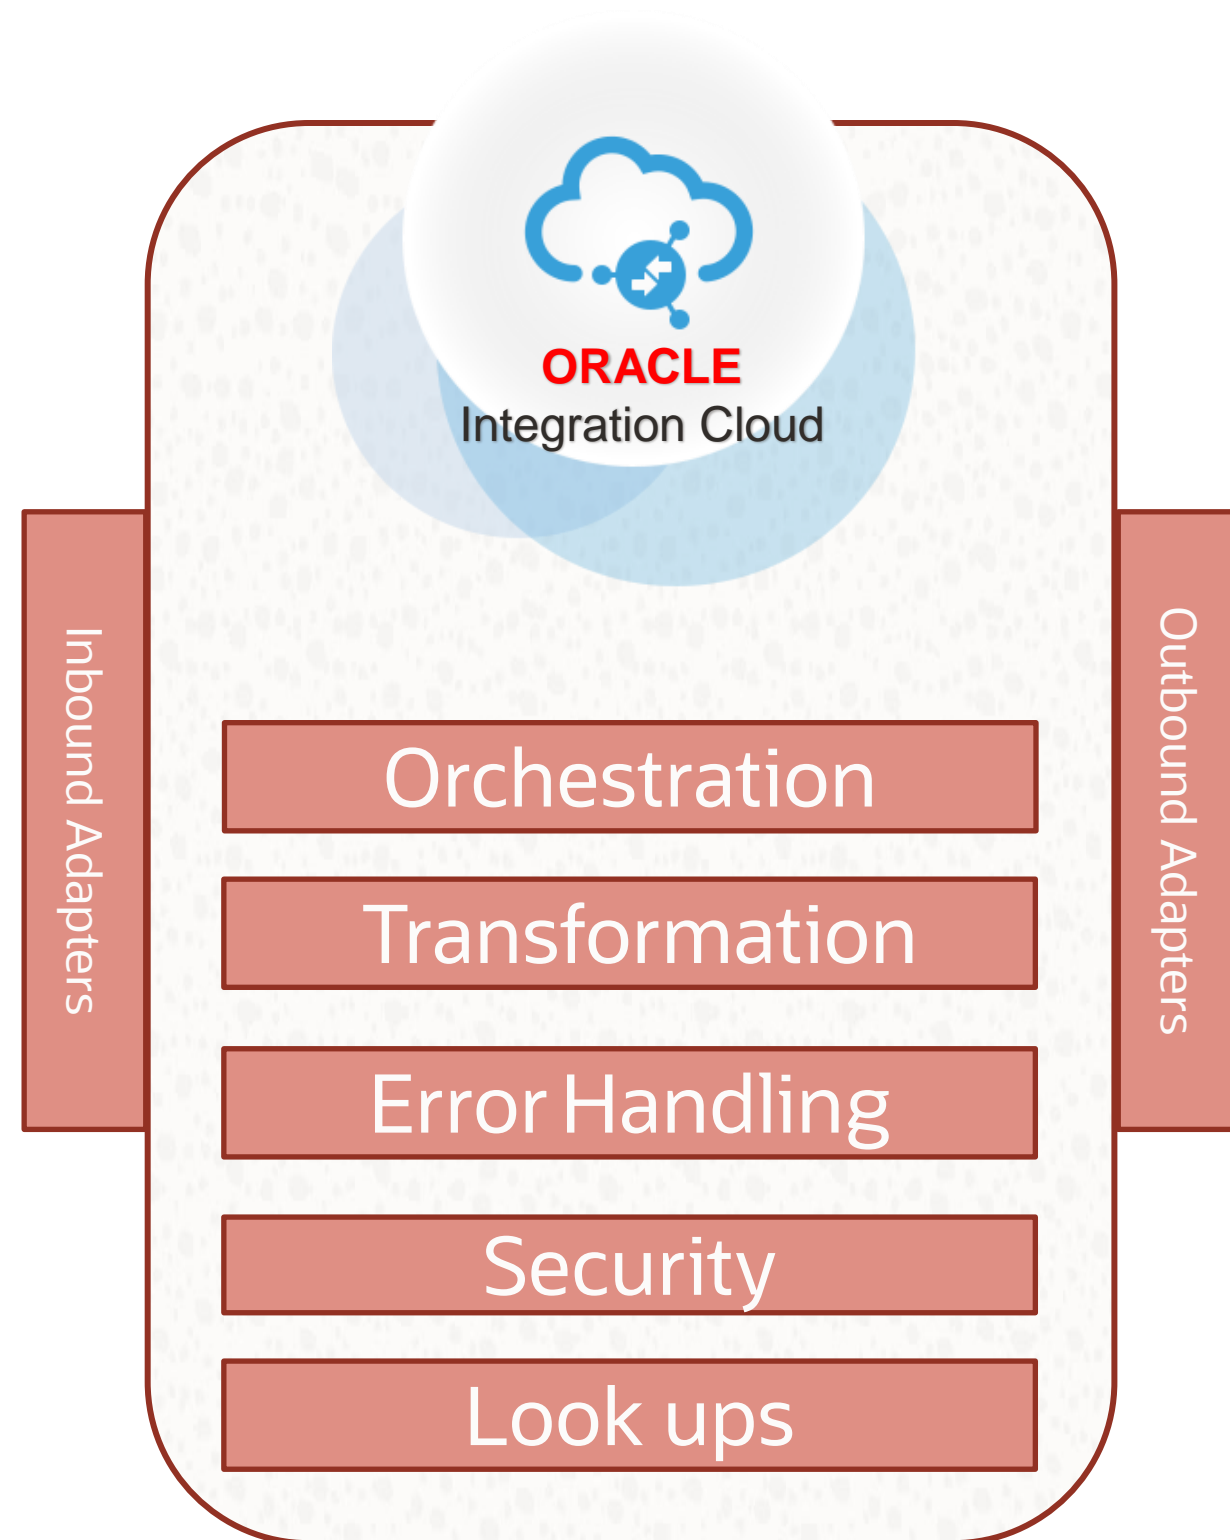 ORACLE
Integration Cloud
Inbound Adapters
Outbound Adapters
Orchestration
Transformation
Error Handling
Security
Look ups